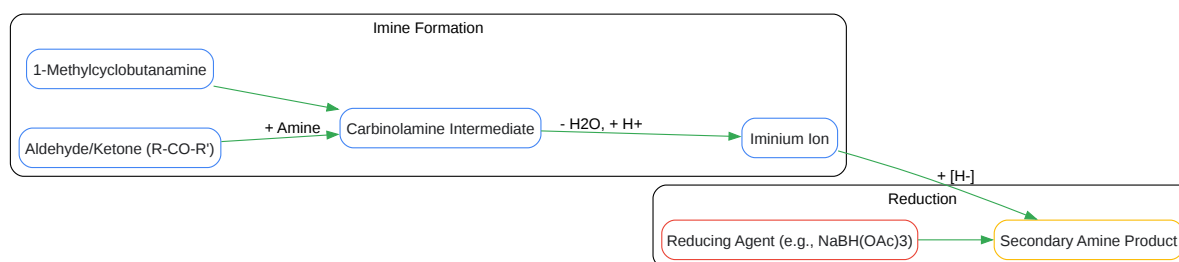 Imine Formation
1-Methylcyclobutanamine
+ Amine
Carbinolamine Intermediate
- H2O, + H+
Aldehyde/Ketone (R-CO-R')
Iminium Ion
+ [H-]
Reduction
Reducing Agent (e.g., NaBH(OAc)3)
Secondary Amine Product